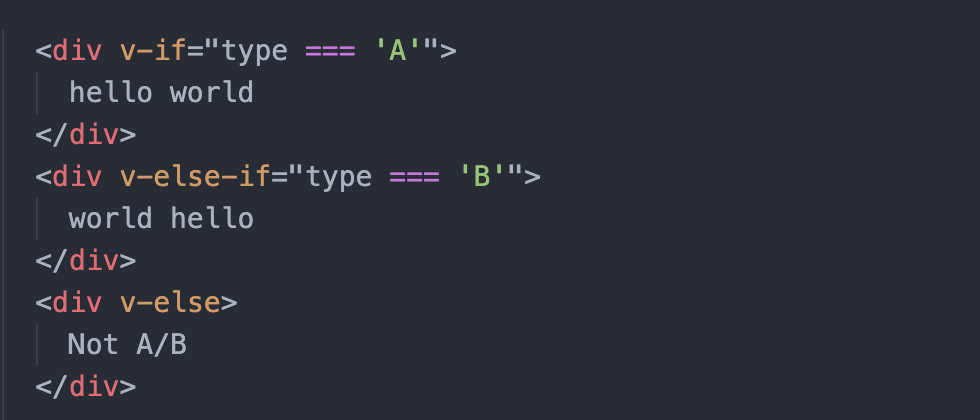 <div v-if="type === 'A'">
  hello world
</div>
<div v-else-if="type === 'B'">
  world hello
</div>
<div v-else>
  Not A/B
</div>